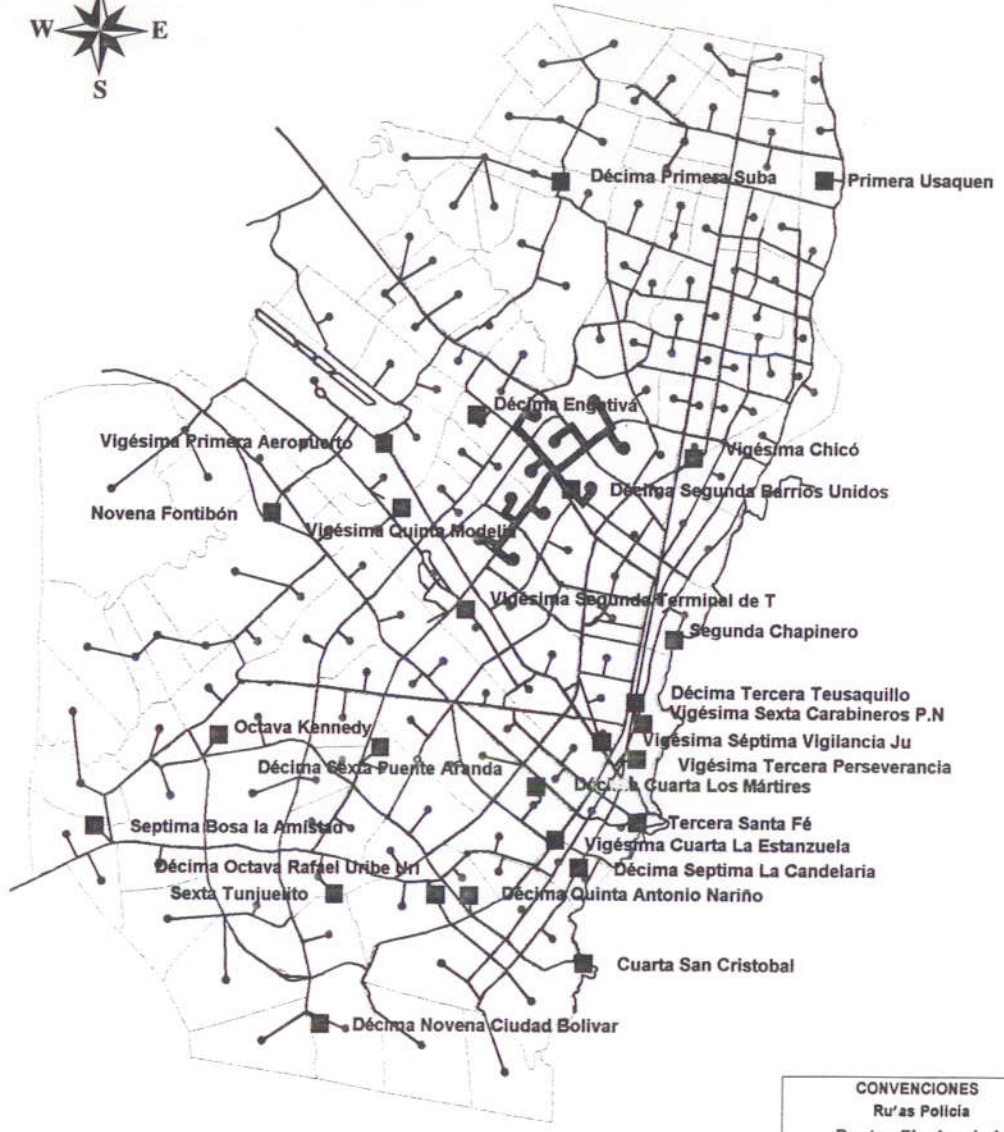 W E
S
Décima Primera Suba
Primera Usaquen
Décima Engativá
Vigésima Primera Aeropuerto
Vigésima Chicó
Décima Segunda Barrios Unidos
Novena Fontibón
Vigésima Quinta Modelia
Vigésima Segunda Terminal de T
Segunda Chapinero
Décima Tercera Teusaquillo
Vigésima Sexta Carabineros P.N
Octava Kennedy
Vigésima Séptima Vigilancia Ju
Décima Sexta Puente Aranda
Vigésima Tercera Perseverancia
Cuarta Los Mártires
Septima Bosa la Amistad
Tercera Santa Fé
Vigésima Cuarta La Estanzuela
Décima Octava Rafael Uribe Uri
Décima Septima La Candelaria
Sexta Tunjuelito
Décima Quinta Antonio Nariño
Cuarta San Cristobal
Décima Novena Ciudad Bolivar
CONVENCIONES
Policía